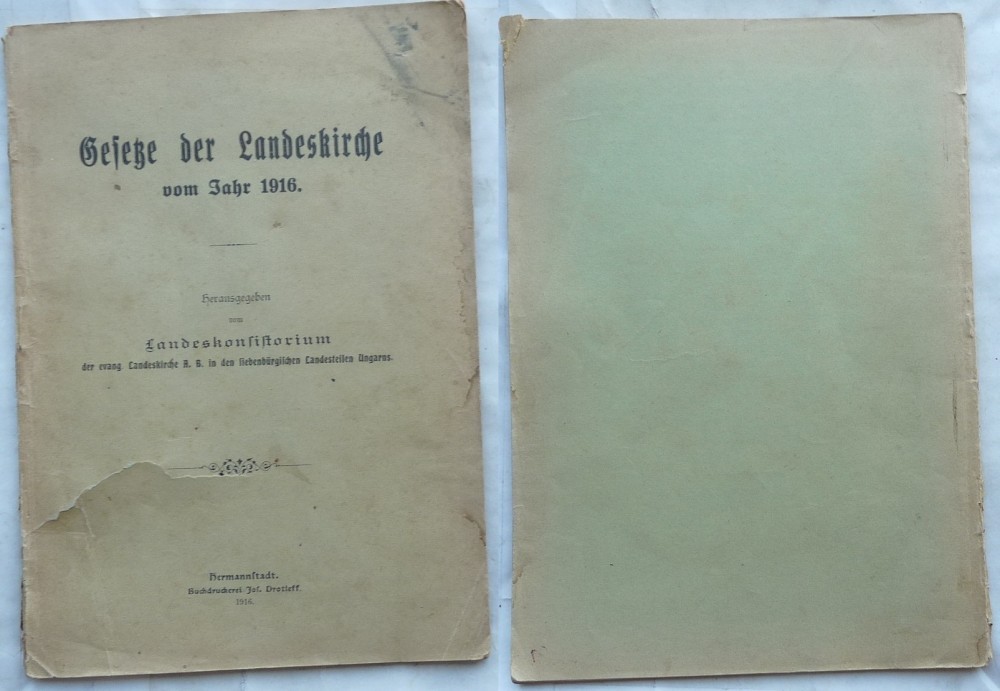 Gesetze der Landeskirche
vom Jahr 1916.
Herausgegeben
vom
Landeskonsistorium
der evang. Landeskirche A. B. in den siebenbürgischen Landesteilen Ungarns.
Hermannstadt.
Buchdruckerei Jos. Drotleff.
1916.